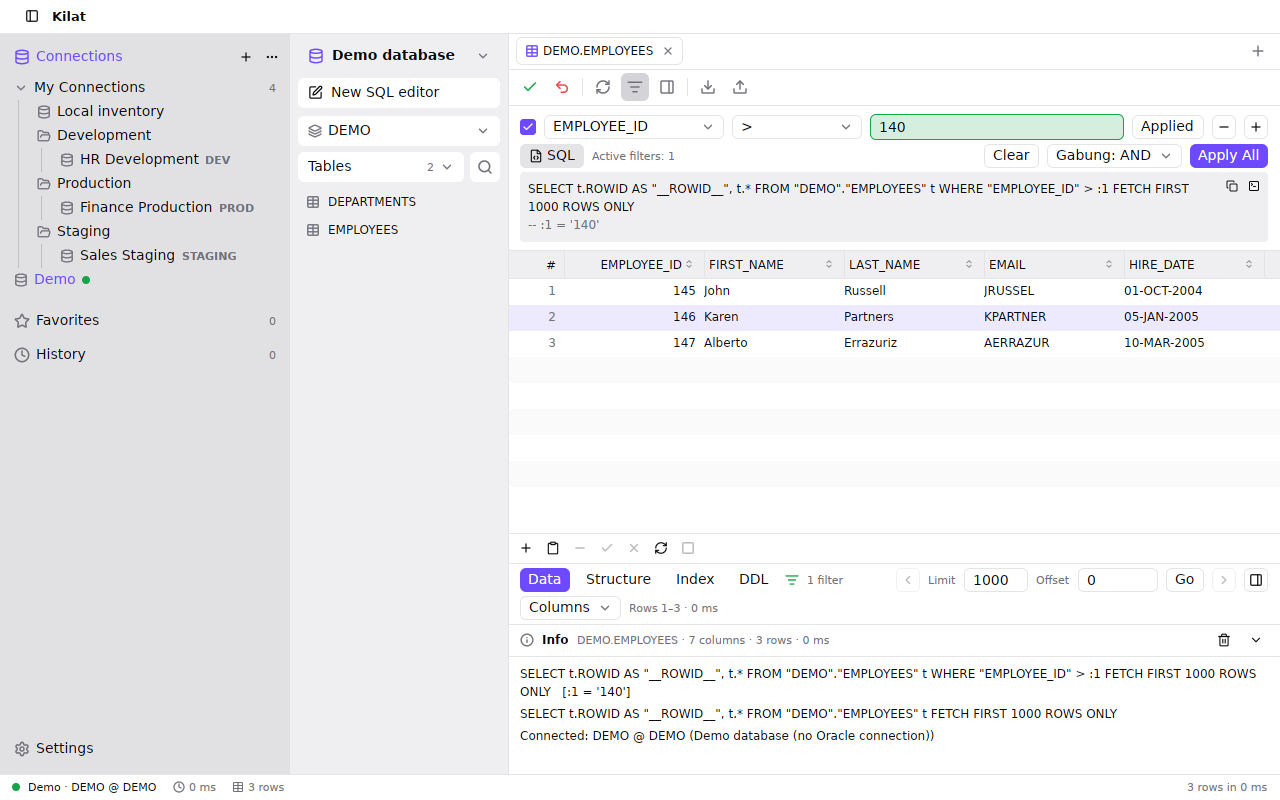 Kilat
Connections
My Connections 4
Local inventory
Development
HR Development DEV
Production
Finance Production PROD
Staging
Sales Staging STAGING
Demo
Favorites 0
History 0
Settings
Demo database
New SQL editor
DEMO
Tables 2
DEPARTMENTS
EMPLOYEES
DEMO.EMPLOYEES
EMPLOYEE_ID > 140 Applied
SQL Active filters: 1 Clear Gabung: AND Apply All
SELECT t.ROWID AS "__ROWID__", t.* FROM "DEMO"."EMPLOYEES" t WHERE "EMPLOYEE_ID" > :1 FETCH FIRST
1000 ROWS ONLY
-- :1 = '140'
# EMPLOYEE_ID FIRST_NAME LAST_NAME EMAIL HIRE_DATE
1 145 John Russell JRUSSEL 01-OCT-2004
2 146 Karen Partners KPARTNER 05-JAN-2005
3 147 Alberto Errazuriz AERRAZUR 10-MAR-2005
Data Structure Index DDL 1 filter Limit 1000 Offset 0 Go
Columns Rows 1–3 · 0 ms
Info DEMO.EMPLOYEES · 7 columns · 3 rows · 0 ms
SELECT t.ROWID AS "__ROWID__", t.* FROM "DEMO"."EMPLOYEES" t WHERE "EMPLOYEE_ID" > :1 FETCH FIRST 1000 ROWS
ONLY [:1 = '140']
SELECT t.ROWID AS "__ROWID__", t.* FROM "DEMO"."EMPLOYEES" t FETCH FIRST 1000 ROWS ONLY
Connected: DEMO @ DEMO (Demo database (no Oracle connection))
Demo · DEMO @ DEMO 0 ms 3 rows 3 rows in 0 ms